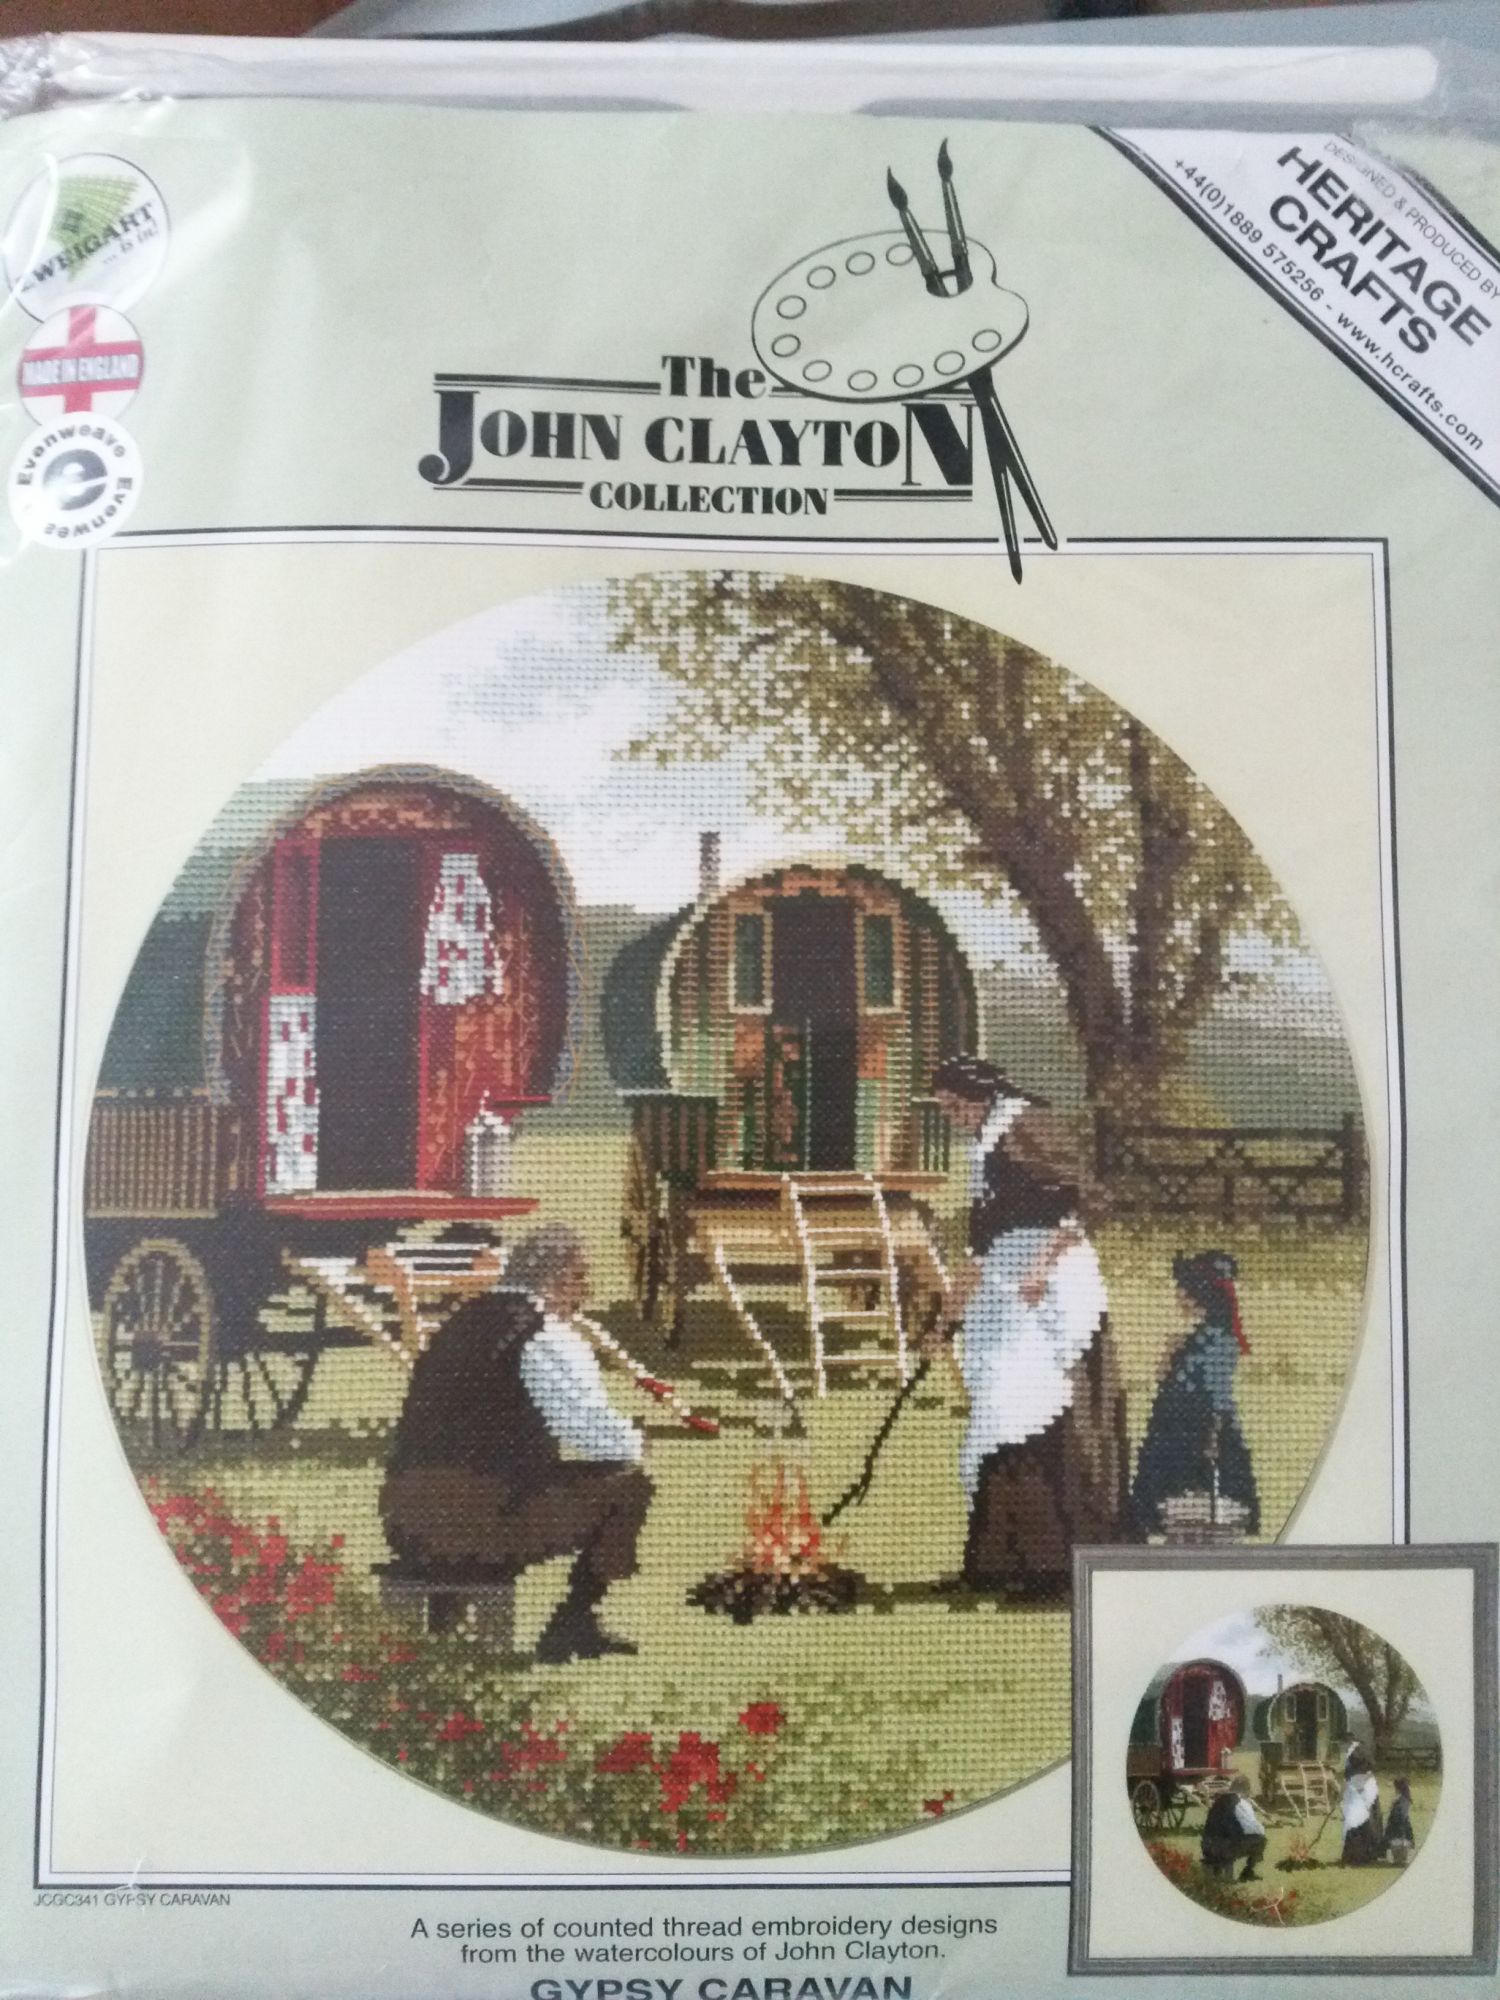 ZWEIGART
... is in!
MADE IN ENGLAND
Evenweave Evenwea
e
DESIGNED & PRODUCED BY
HERITAGE
CRAFTS
+44(0)1889 575256 - www.hcrafts.com
The
JOHN CLAYTON
COLLECTION
JCGC341 GYPSY CARAVAN
A series of counted thread embroidery designs
from the watercolours of John Clayton.
GYPSY CARAVAN